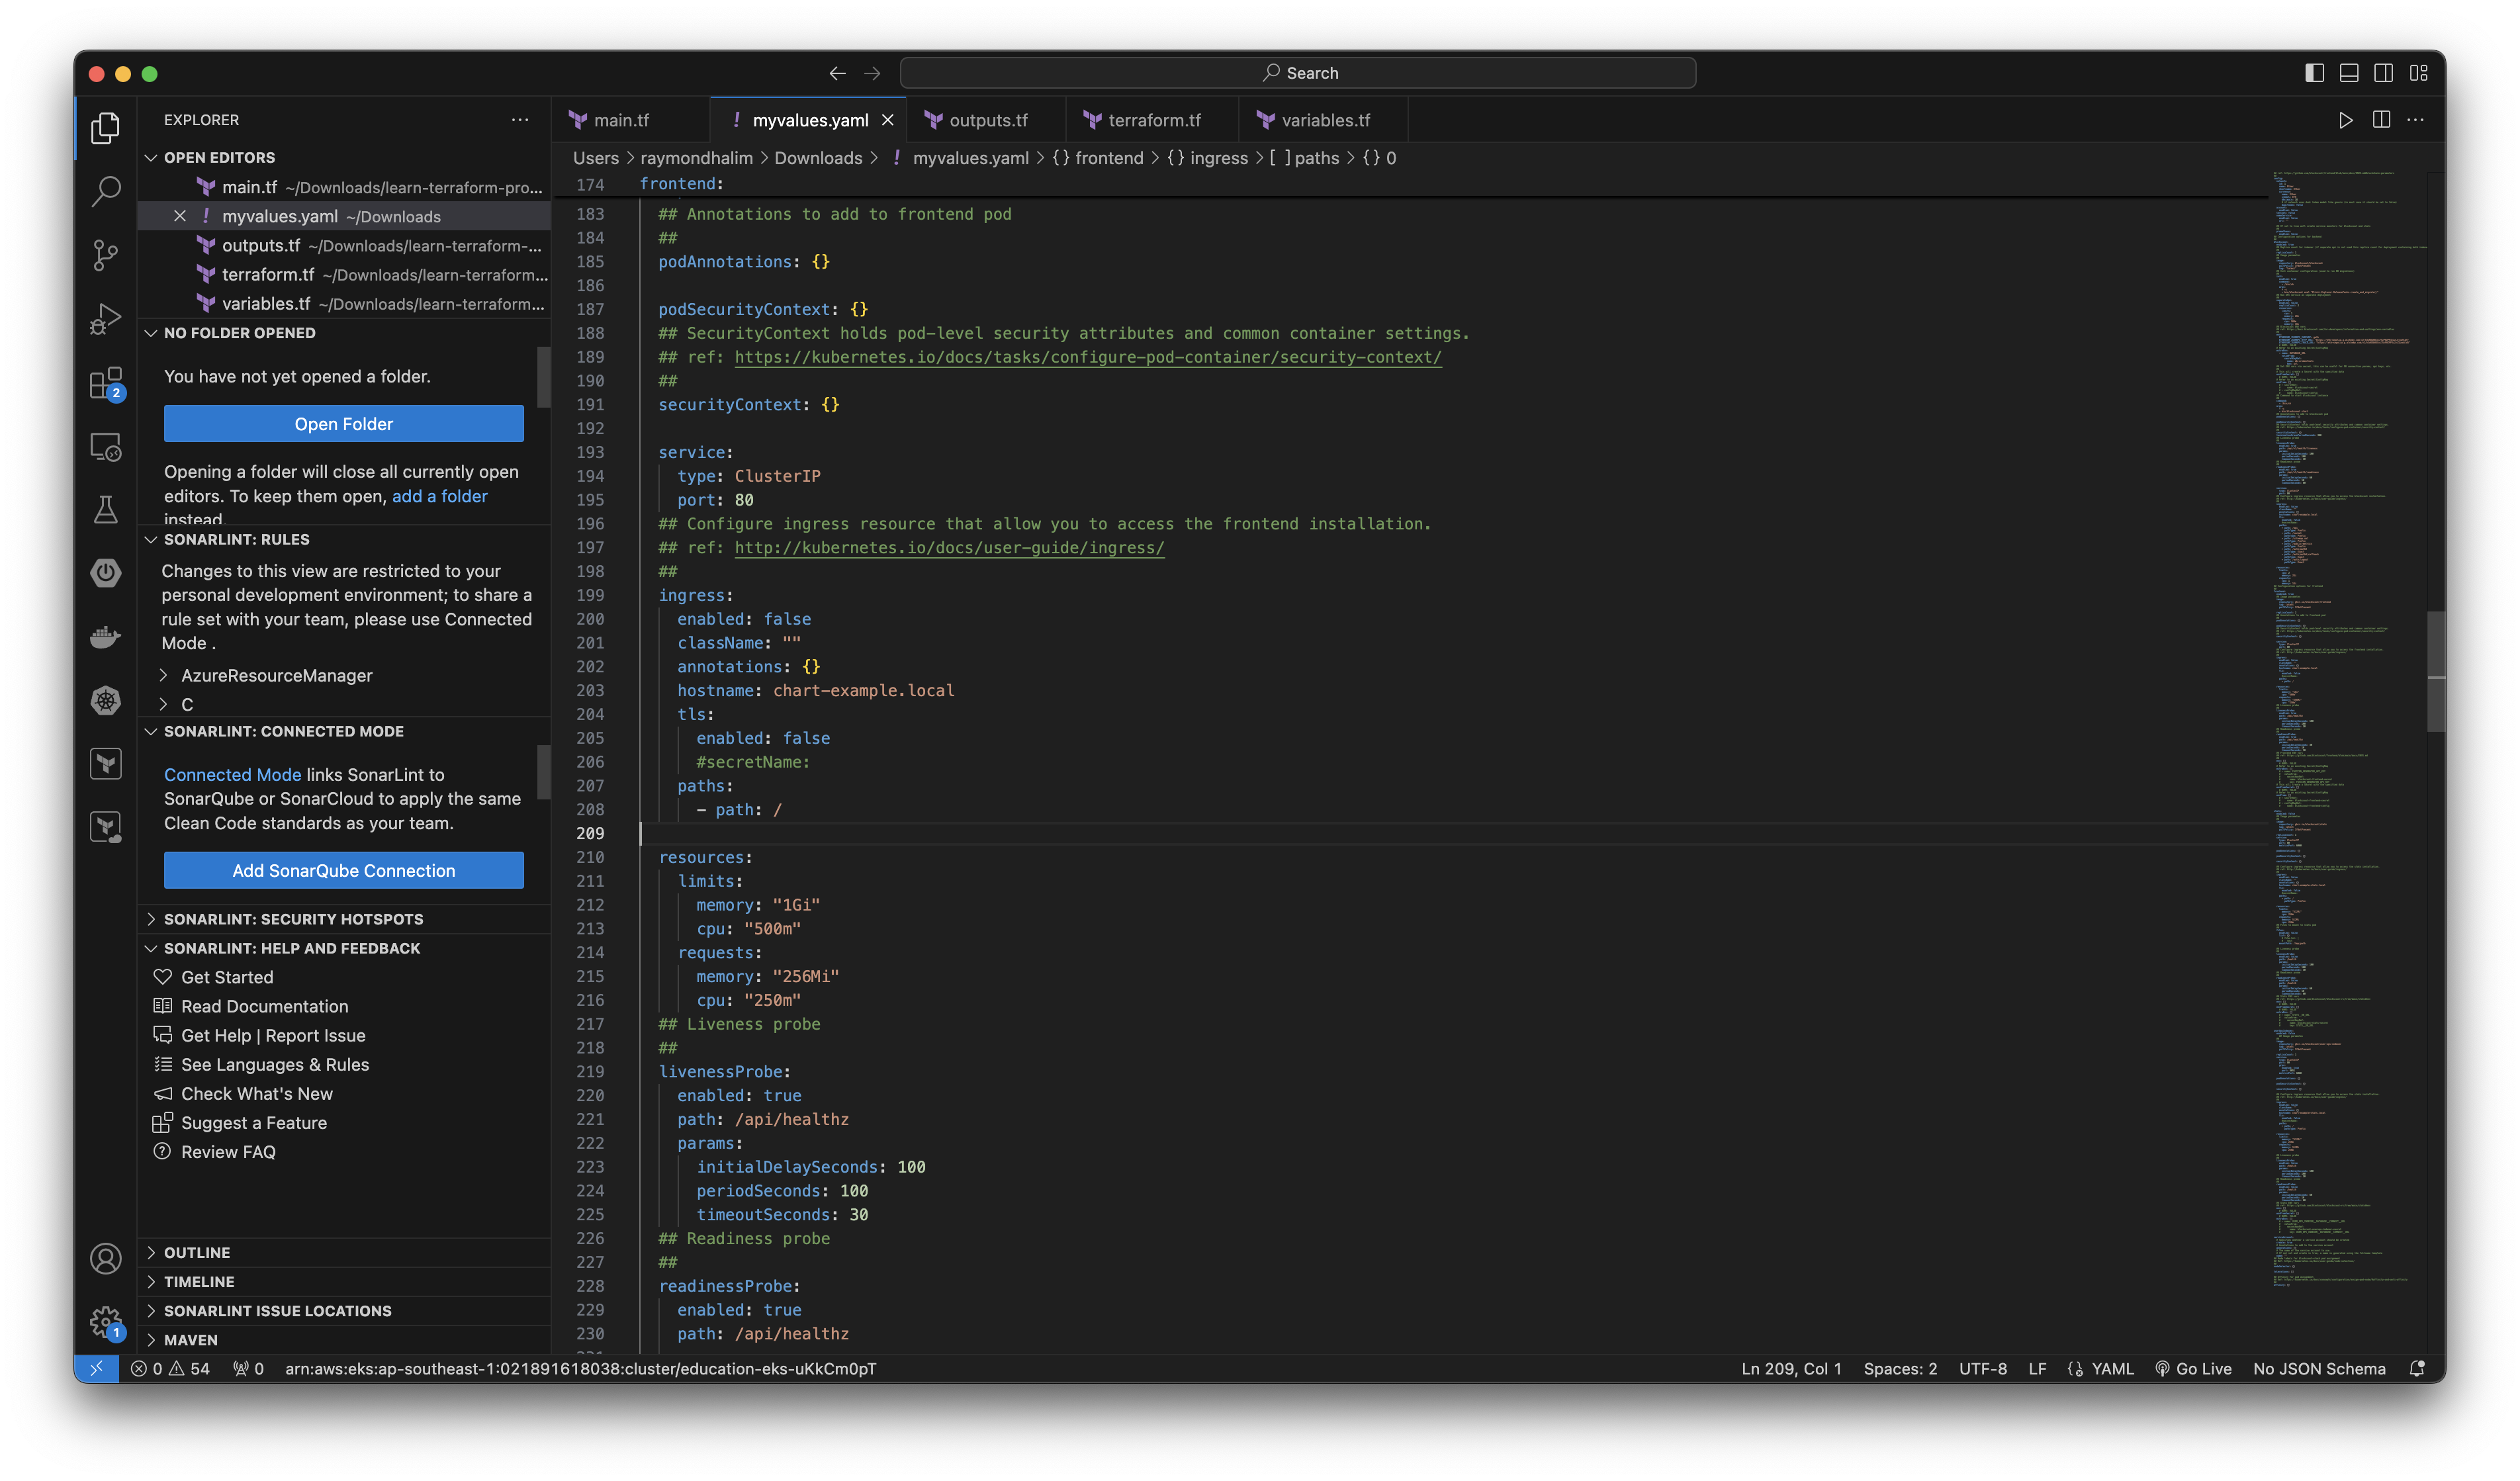 Search
EXPLORER
OPEN EDITORS
main.tf ~/Downloads/learn-terraform-pro...
myvalues.yaml ~/Downloads
outputs.tf ~/Downloads/learn-terraform-...
terraform.tf ~/Downloads/learn-terraform...
variables.tf ~/Downloads/learn-terraform...
NO FOLDER OPENED
You have not yet opened a folder.
Open Folder
Opening a folder will close all currently open
editors. To keep them open, add a folder
instead.
SONARLINT: RULES
Changes to this view are restricted to your
personal development environment; to share a
rule set with your team, please use Connected
Mode .
AzureResourceManager
C
SONARLINT: CONNECTED MODE
Connected Mode links SonarLint to
SonarQube or SonarCloud to apply the same
Clean Code standards as your team.
Add SonarQube Connection
SONARLINT: SECURITY HOTSPOTS
SONARLINT: HELP AND FEEDBACK
Get Started
Read Documentation
Get Help | Report Issue
See Languages & Rules
Check What's New
Suggest a Feature
Review FAQ
OUTLINE
TIMELINE
SONARLINT ISSUE LOCATIONS
MAVEN
2
1
main.tf ! myvalues.yaml outputs.tf terraform.tf variables.tf
Users > raymondhalim > Downloads > ! myvalues.yaml > {} frontend > {} ingress > [ ] paths > {} 0
174 frontend:
183 ## Annotations to add to frontend pod
184 ##
185 podAnnotations: {}
186
187 podSecurityContext: {}
188 ## SecurityContext holds pod-level security attributes and common container settings.
189 ## ref: https://kubernetes.io/docs/tasks/configure-pod-container/security-context/
190 ##
191 securityContext: {}
192
193 service:
194 type: ClusterIP
195 port: 80
196 ## Configure ingress resource that allow you to access the frontend installation.
197 ## ref: http://kubernetes.io/docs/user-guide/ingress/
198 ##
199 ingress:
200 enabled: false
201 className: ""
202 annotations: {}
203 hostname: chart-example.local
204 tls:
205 enabled: false
206 #secretName:
207 paths:
208 - path: /
209
210 resources:
211 limits:
212 memory: "1Gi"
213 cpu: "500m"
214 requests:
215 memory: "256Mi"
216 cpu: "250m"
217 ## Liveness probe
218 ##
219 livenessProbe:
220 enabled: true
221 path: /api/healthz
222 params:
223 initialDelaySeconds: 100
224 periodSeconds: 100
225 timeoutSeconds: 30
226 ## Readiness probe
227 ##
228 readinessProbe:
229 enabled: true
230 path: /api/healthz
0 54 0 arn:aws:eks:ap-southeast-1:021891618038:cluster/education-eks-uKkCm0pT Ln 209, Col 1 Spaces: 2 UTF-8 LF YAML Go Live No JSON Schema